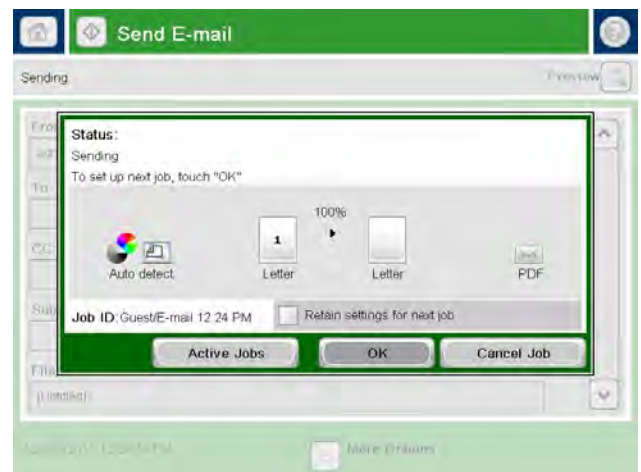 Send E-mail
Sending
Preview
Status:
Sending
To set up next job, touch "OK"
100%
1
Auto detect
Letter
Letter
PDF
Job ID:Guest/E-mail 12 24 PM
Retain settings for next job
Active Jobs
OK
Cancel Job
(Untitled)
More Options